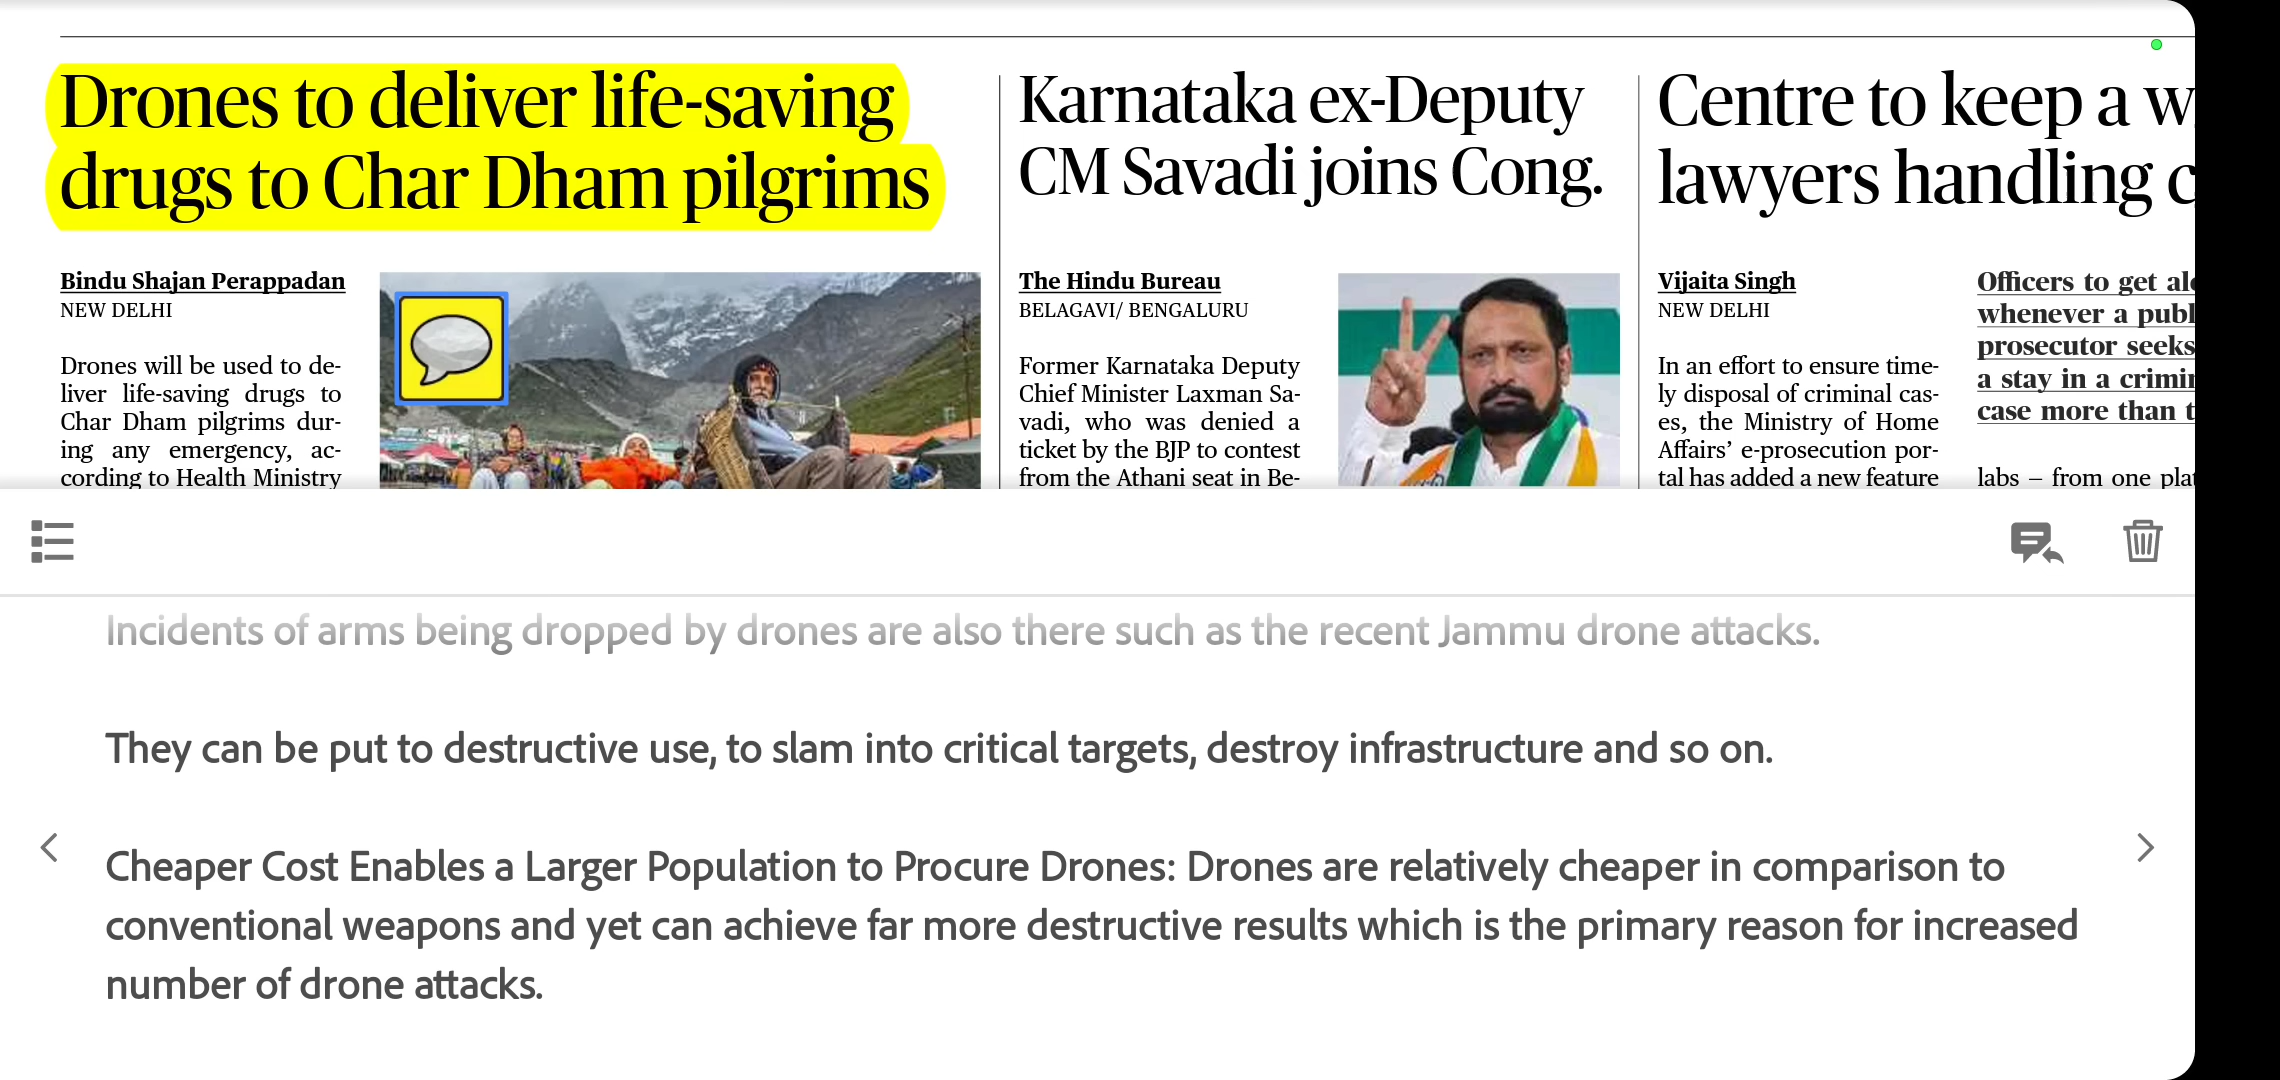 Drones to deliver life-saving
drugs to Char Dham pilgrims
Bindu Shajan Perappadan
NEW DELHI
Drones will be used to de-
liver life-saving drugs to
Char Dham pilgrims dur-
ing any emergency, ac-
cording to Health Ministry
Karnataka ex-Deputy
CM Savadi joins Cong.
The Hindu Bureau
BELAGAVI/ BENGALURU
Former Karnataka Deputy
Chief Minister Laxman Sa-
vadi, who was denied a
ticket by the BJP to contest
from the Athani seat in Be-
Centre to keep a
lawyers handling
Vijaita Singh
NEW DELHI
In an effort to ensure time-
ly disposal of criminal cas-
es, the Ministry of Home
Affairs’ e-prosecution por-
tal has added a new feature
Officers to get
whenever a
prosecutor seeks
a stay in a
case more than
labs – from one
Incidents of arms being dropped by drones are also there such as the recent Jammu drone attacks.
They can be put to destructive use, to slam into critical targets, destroy infrastructure and so on.
Cheaper Cost Enables a Larger Population to Procure Drones: Drones are relatively cheaper in comparison to
conventional weapons and yet can achieve far more destructive results which is the primary reason for increased
number of drone attacks.